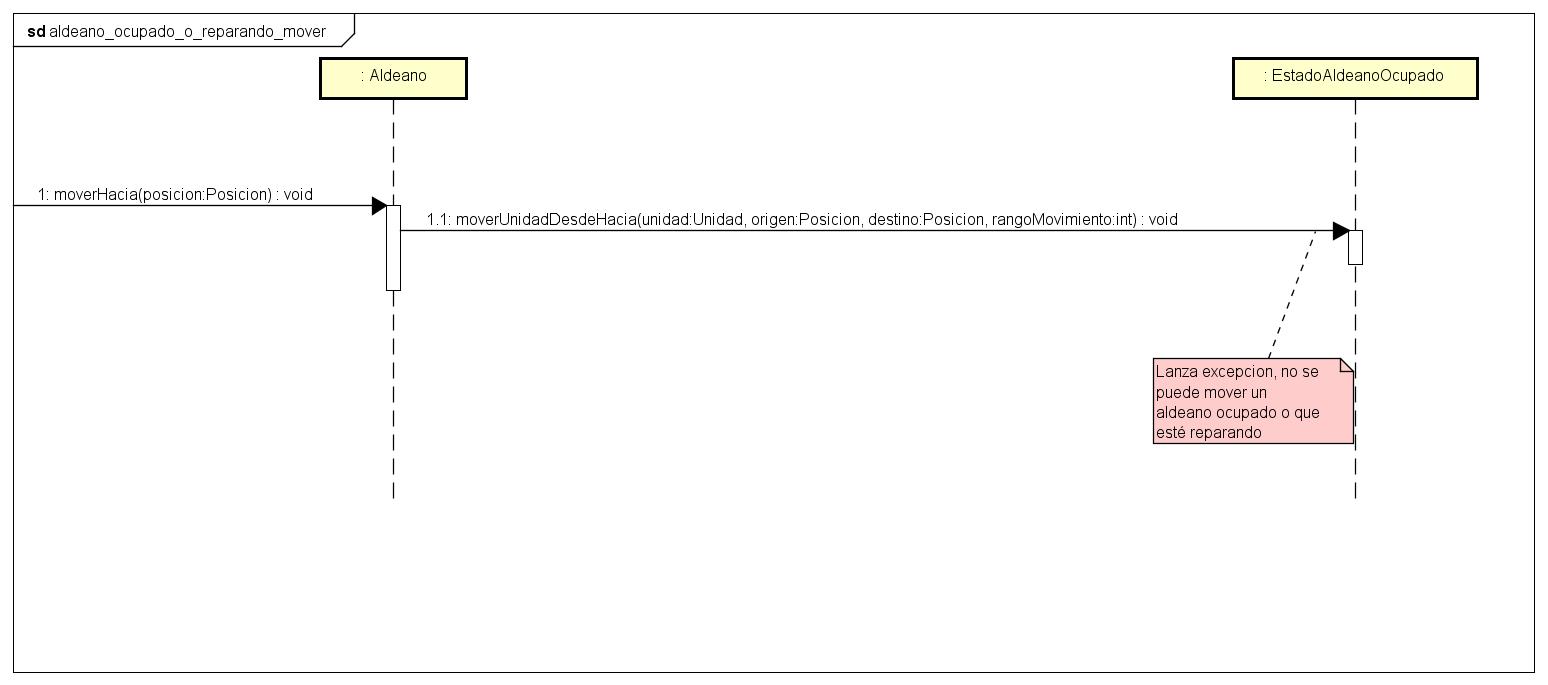 sd aldeano_ocupado_o_reparando_mover
: Aldeano
: EstadoAldeanoOcupado
1: moverHacia(posicion:Posicion) : void
1.1: moverUnidadDesdeHacia(unidad:Unidad, origen:Posicion, destino:Posicion, rangoMovimiento:int) : void
Lanza excepcion, no se
puede mover un
aldeano ocupado o que
esté reparando